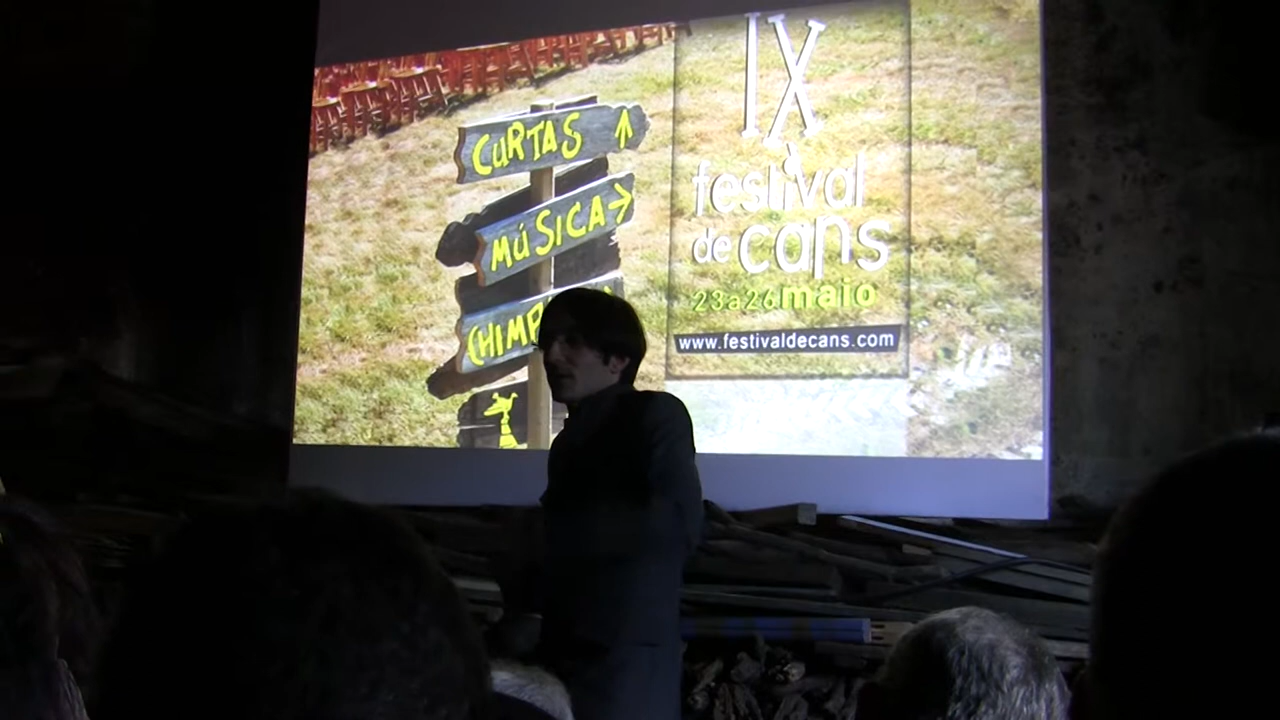 CURTAS ↑
MÚSICA →
IX
festival
de cans
23a26maio
www.festivaldecans.com